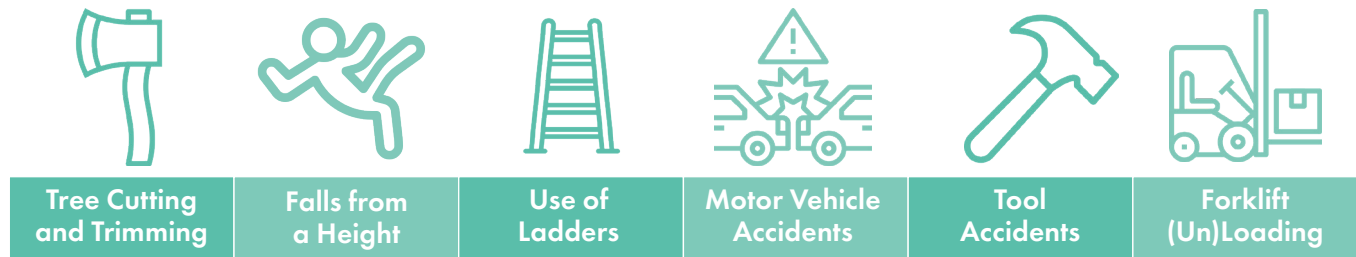 Tree Cutting
and Trimming
Falls from
a Height
Use of
Ladders
Motor Vehicle
Accidents
Tool
Accidents
Forklift
(Un)Loading